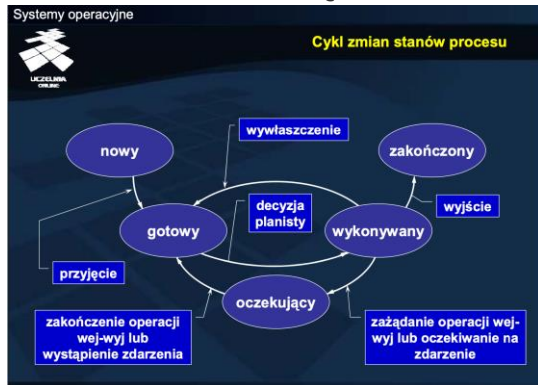 Systemy operacyjne
Cykl zmian stanów procesu
UCZELNIA
ONLINE
wywłaszczenie
nowy
zakończony
decyzja
planisty
wyjście
gotowy
wykonywany
przyjęcie
oczekujący
zakończenie operacji
wej-wyj lub
wystąpienie zdarzenia
zażądanie operacji wej-
wyj lub oczekiwanie na
zdarzenie